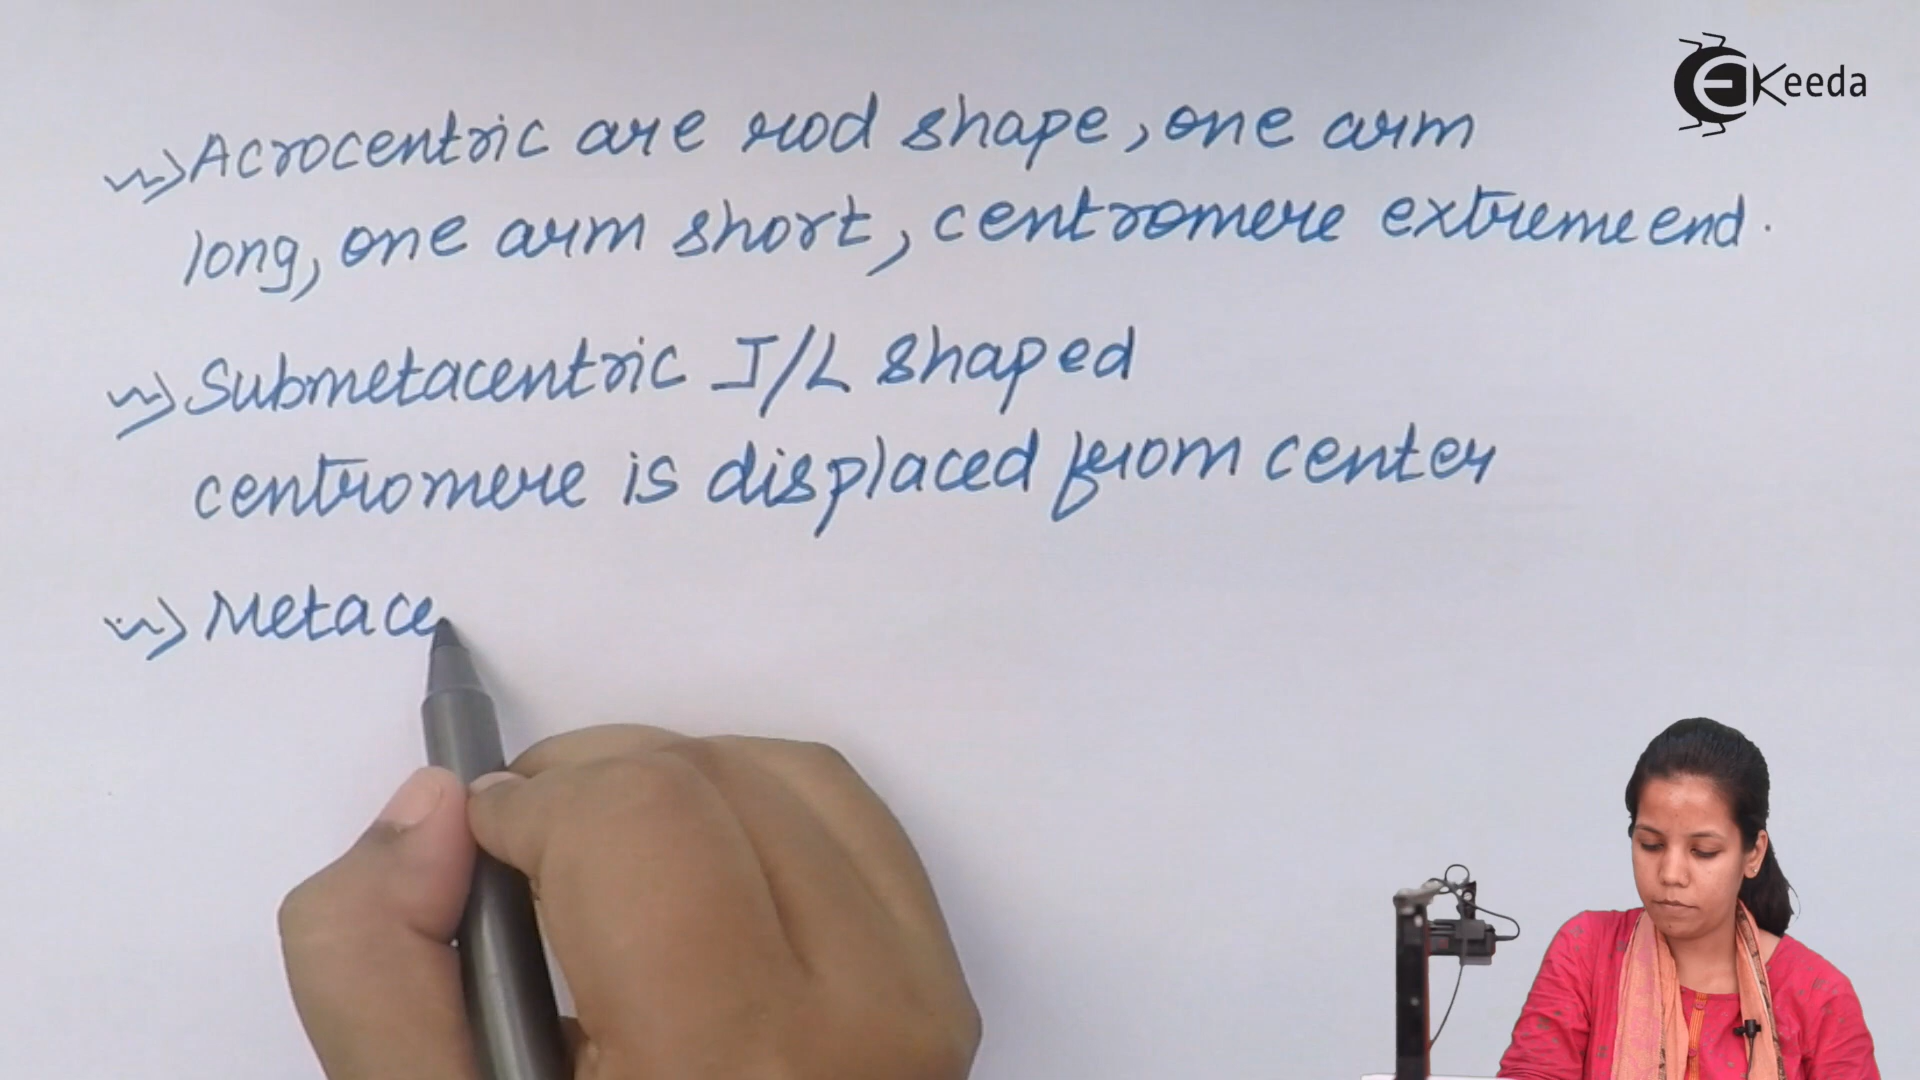 EKeeda
Acrocentric are rod shape, one arm
long, one arm short, centromere extreme end.
Submetacentric J/L shaped
centromere is displaced from center
Metace